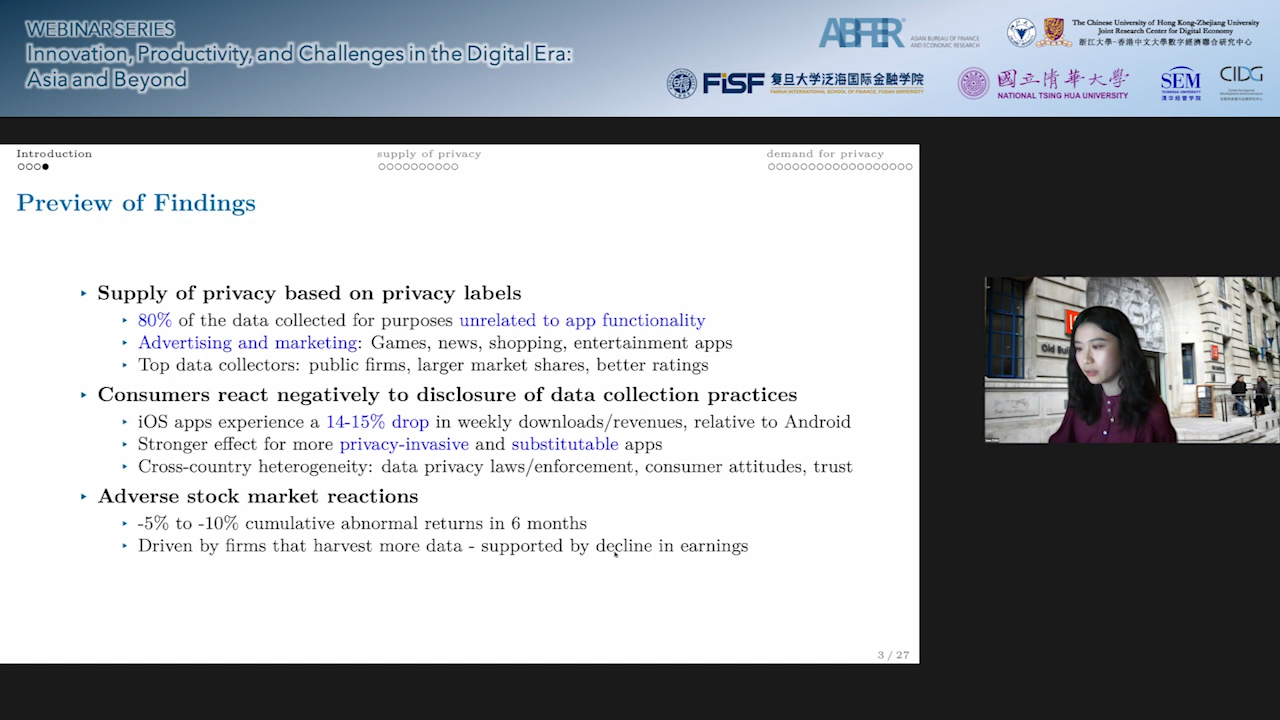 WEBINAR SERIES
Innovation, Productivity, and Challenges in the Digital Era:
Asia and Beyond
ABFER
ASIAN BUREAU OF FINANCE
AND ECONOMIC RESEARCH
The Chinese University of Hong Kong-Zhejiang University
Joint Research Center for Digital Economy
浙江大學-香港中文大學數字經濟聯合研究中心
FISF 复旦大学泛海国际金融学院
FANHAI INTERNATIONAL SCHOOL OF FINANCE, FUDAN UNIVERSITY
國立清華大學
NATIONAL TSING HUA UNIVERSITY
SEM
TSINGHUA UNIVERSITY
清华经管学院
CIDG
Introduction
supply of privacy
demand for privacy
Preview of Findings
Supply of privacy based on privacy labels
80% of the data collected for purposes unrelated to app functionality
Advertising and marketing: Games, news, shopping, entertainment apps
Top data collectors: public firms, larger market shares, better ratings
Consumers react negatively to disclosure of data collection practices
iOS apps experience a 14-15% drop in weekly downloads/revenues, relative to Android
Stronger effect for more privacy-invasive and substitutable apps
Cross-country heterogeneity: data privacy laws/enforcement, consumer attitudes, trust
Adverse stock market reactions
-5% to -10% cumulative abnormal returns in 6 months
Driven by firms that harvest more data - supported by decline in earnings
3 / 27
Old Bu